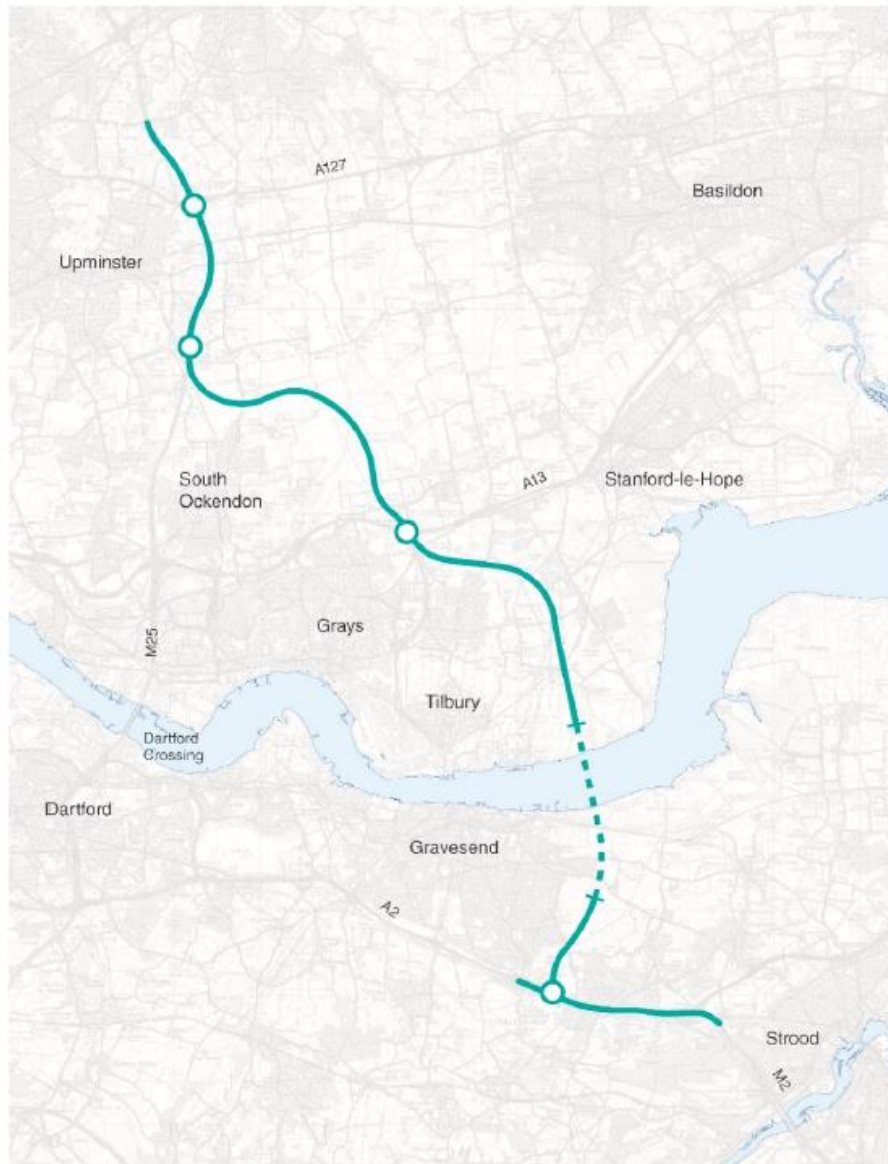 A127
Basildon
Upminster
South
Ockendon
A13
Stanford-le-Hope
M25
Grays
Tilbury
Dartford
Crossing
Dartford
Gravesend
A2
Strood
M2